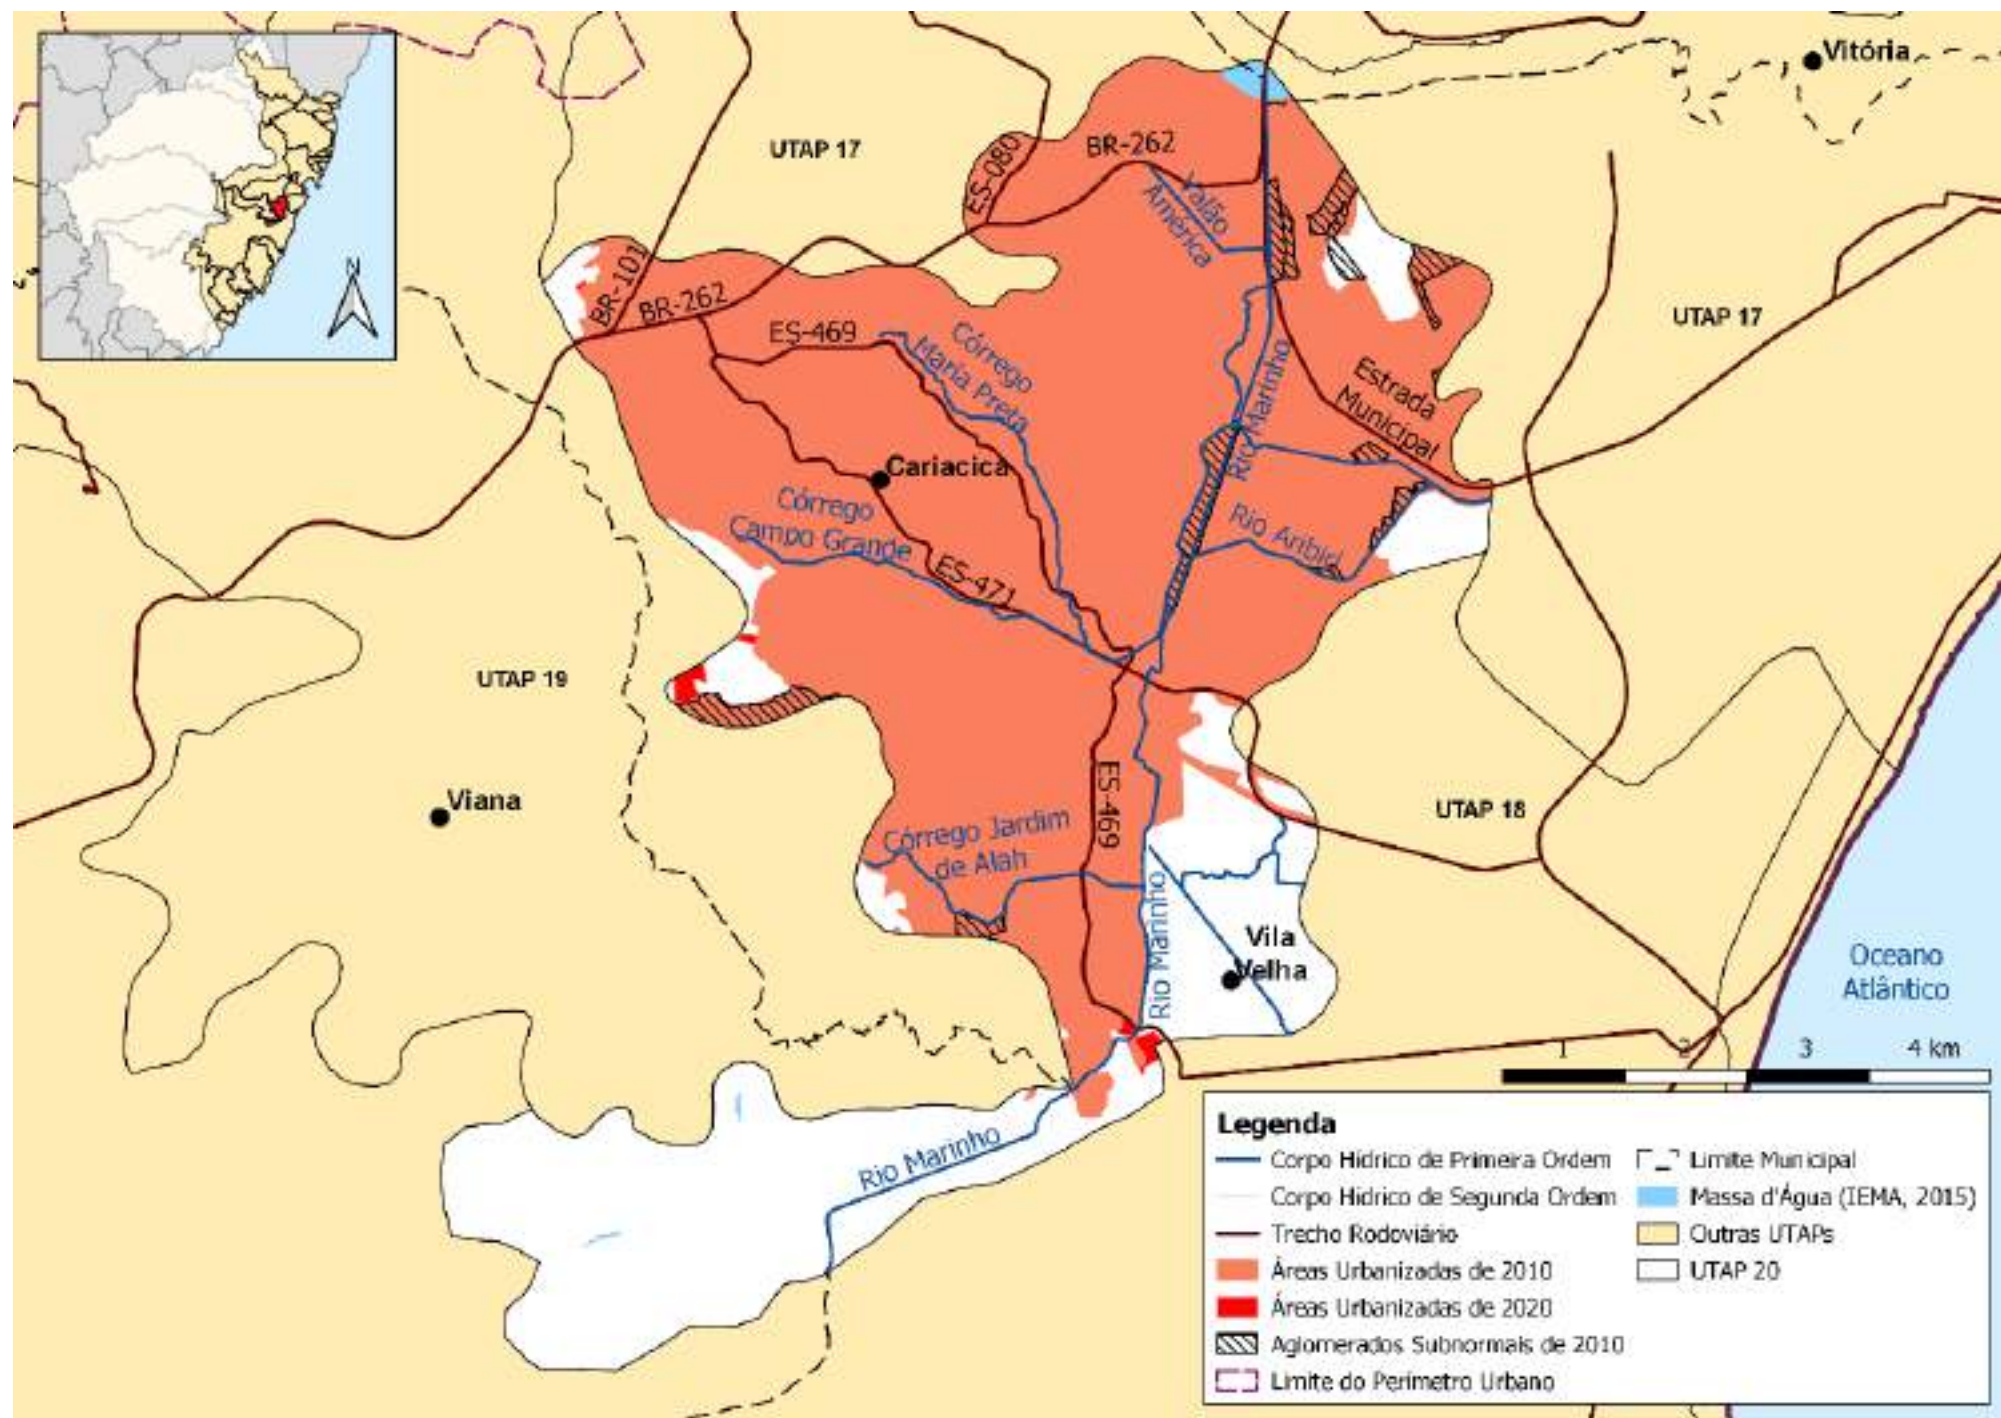 N
Vitória
UTAP 17
BR-262
ES-080
Valão
América
BR-101
BR-262
ES-469
Córrego
Maria Preta
UTAP 17
Rio Marinho
Estrada
Municipal
Cariacica
Córrego
Campo Grande
Rio Aribiri
ES-471
UTAP 19
Viana
ES-469
UTAP 18
Córrego Jardim
de Alah
Rio Marinho
Vila
Velha
Oceano
Atlântico
Rio Marinho
1 2 3 4 km
Legenda
Corpo Hídrico de Primeira Ordem
Corpo Hídrico de Segunda Ordem
Trecho Rodoviário
Áreas Urbanizadas de 2010
Áreas Urbanizadas de 2020
Aglomerados Subnormais de 2010
Limite do Perímetro Urbano
Limite Municipal
Massa d'Água (IEMA, 2015)
Outras UTAPs
UTAP 20